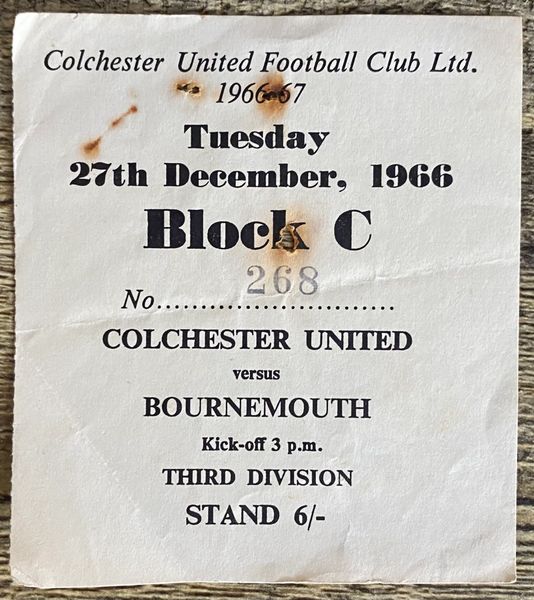 Colchester United Football Club Ltd.
1966-67
Tuesday
27th December, 1966
Block C
268
No...........................
COLCHESTER UNITED
versus
BOURNEMOUTH
Kick-off 3 p.m.
THIRD DIVISION
STAND 6/-